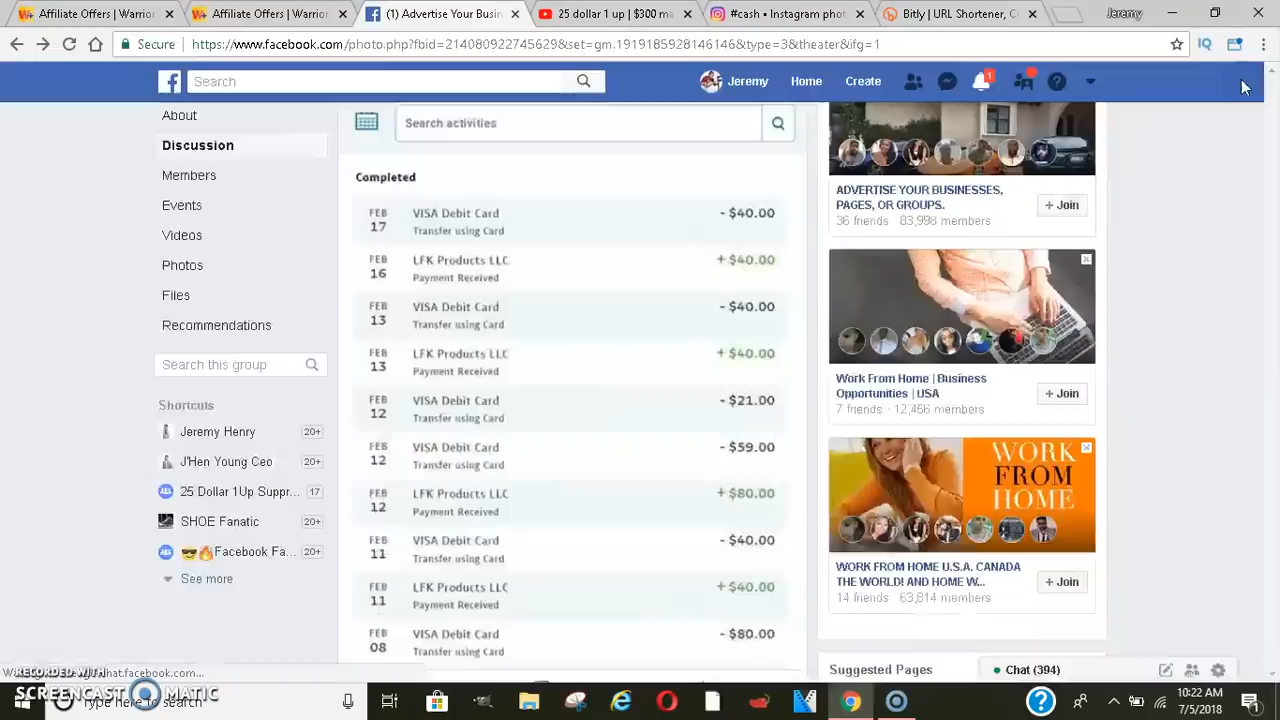 Affiliate Offers | Warrior
Affiliate Offers | Warrior
(1) Advertise Your Busin
25 dollar 1 up | $300 ma
#cash • Instagram phot
Bitly | URL Shortener, C
Jeremy
Secure
https://www.facebook.com/photo.php?fbid=214080922745629&set=gm.1919185928146146&type=3&theater&ifg=1
Search
Jeremy
Home
Create
1
About
Discussion
Members
Events
Videos
Photos
Files
Recommendations
Search this group
Shortcuts
Jeremy Henry 20+
J'Hen Young Ceo 20+
25 Dollar 1Up Suppr... 17
SHOE Fanatic 20+
😎🔥Facebook Fa... 20+
See more
Search activities
Completed
FEB 17 VISA Debit Card - $40.00
Transfer using Card
FEB 16 LFK Products LLC + $40.00
Payment Received
FEB 13 VISA Debit Card - $40.00
Transfer using Card
FEB 13 LFK Products LLC + $40.00
Payment Received
FEB 12 VISA Debit Card - $21.00
Transfer using Card
FEB 12 VISA Debit Card - $59.00
Transfer using Card
FEB 12 LFK Products LLC + $80.00
Payment Received
FEB 11 VISA Debit Card - $40.00
Transfer using Card
FEB 11 LFK Products LLC + $40.00
Payment Received
FEB 08 VISA Debit Card - $80.00
Transfer using Card
ADVERTISE YOUR BUSINESSES,
PAGES, OR GROUPS.
36 friends · 83,998 members
+ Join
Work From Home | Business
Opportunities | USA
7 friends · 12,456 members
+ Join
WORK
FROM
HOME
WORK FROM HOME U.S.A. CANADA
THE WORLD! AND HOME W...
14 friends · 63,814 members
+ Join
Suggested Pages
Chat (394)
RECORDED WITH
SCREENCAST MATIC
Type here to search
10:22 AM
7/5/2018